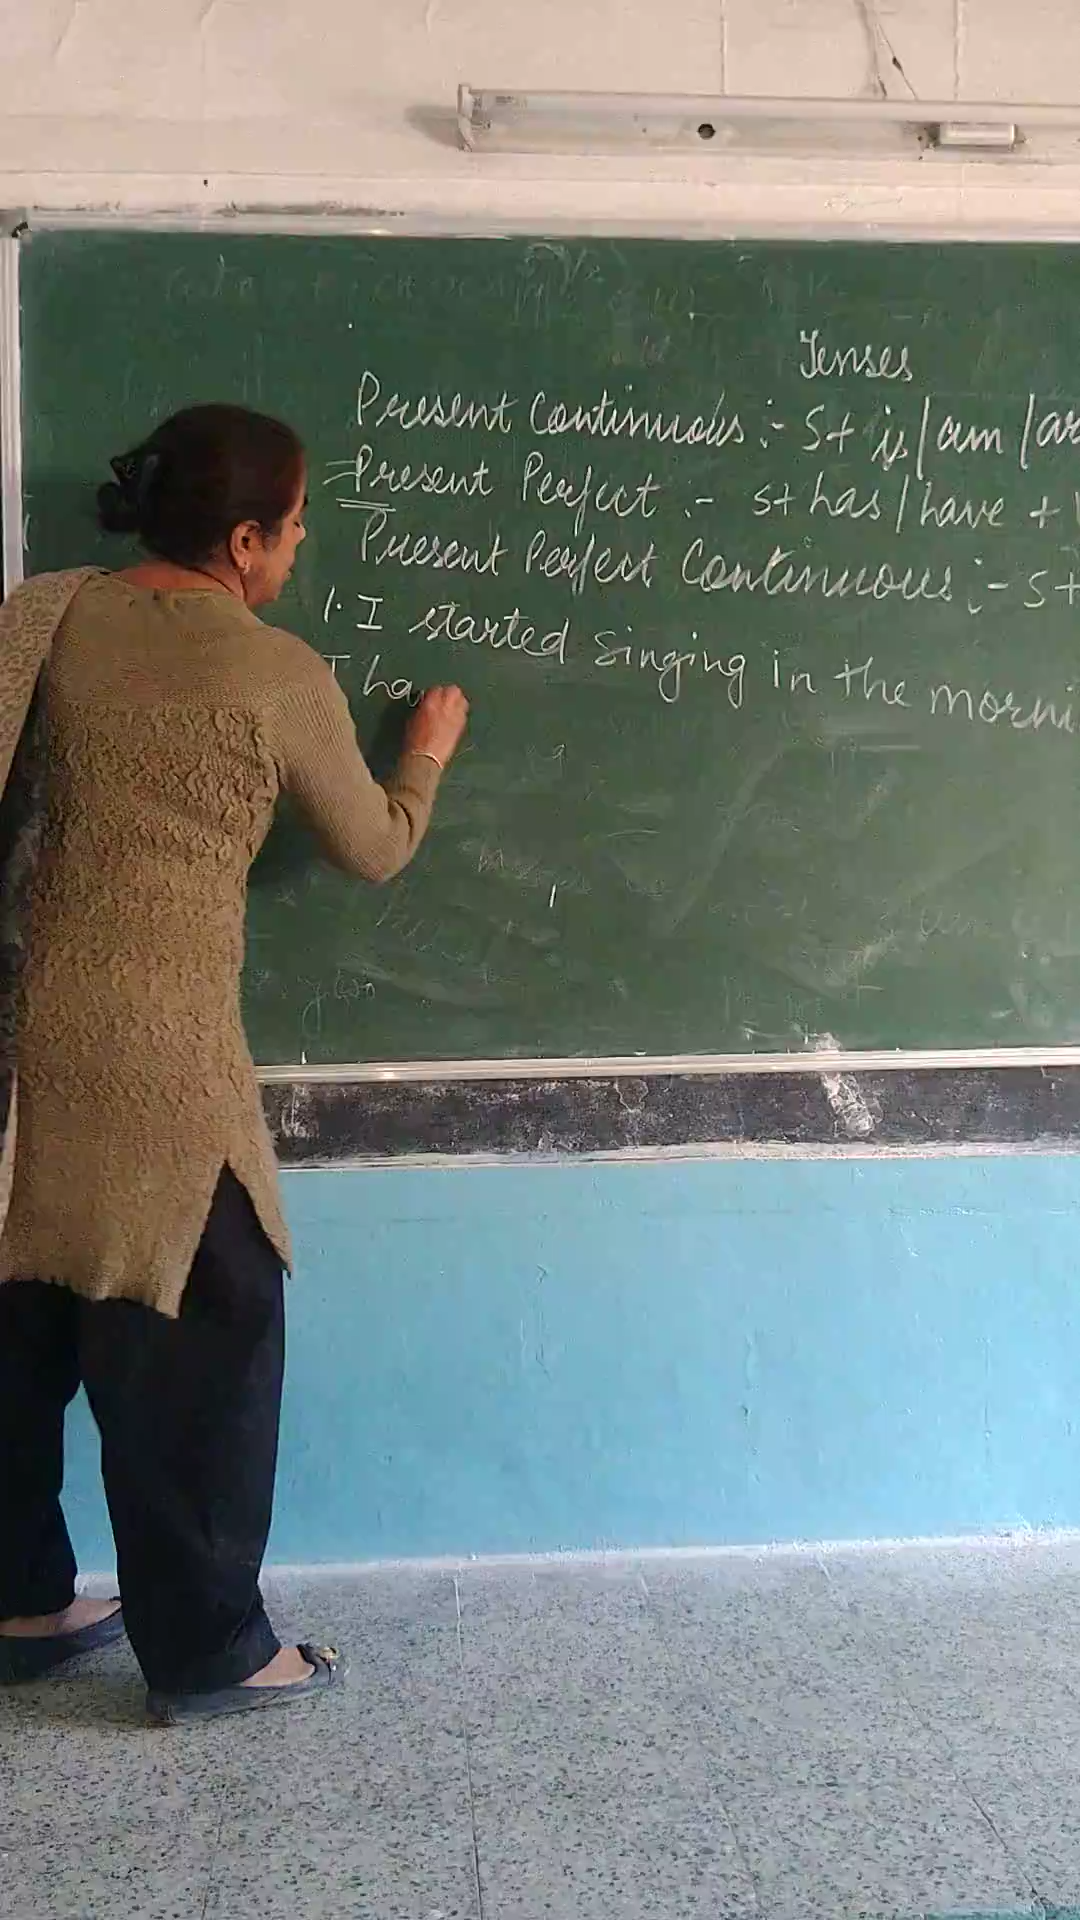 Tenses
Present Continuous :- S+ is/am/ar
Present Perfect :- S+ has/have +
Present Perfect Continuous :- S+
1. I started Singing in the morni
I ha